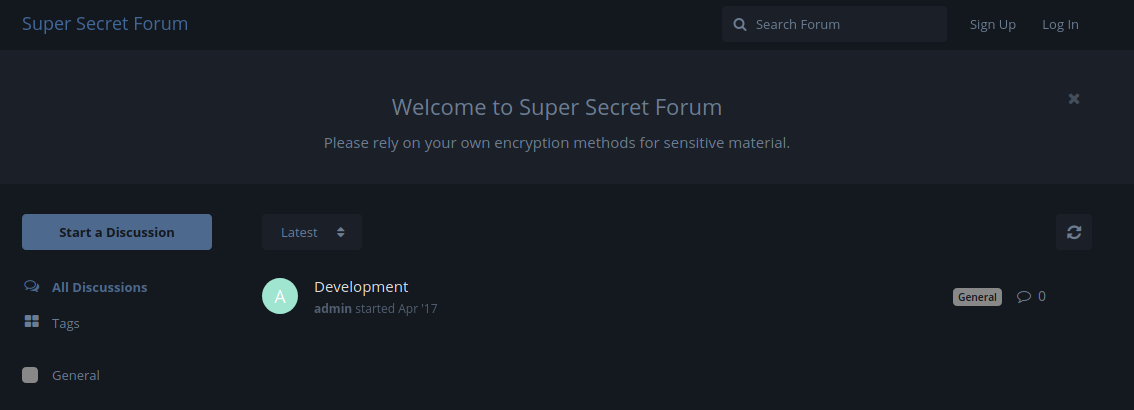 Super Secret Forum
Search Forum
Sign Up
Log In
Welcome to Super Secret Forum
Please rely on your own encryption methods for sensitive material.
Start a Discussion
Latest
All Discussions
Tags
General
A
Development
admin started Apr '17
General
0